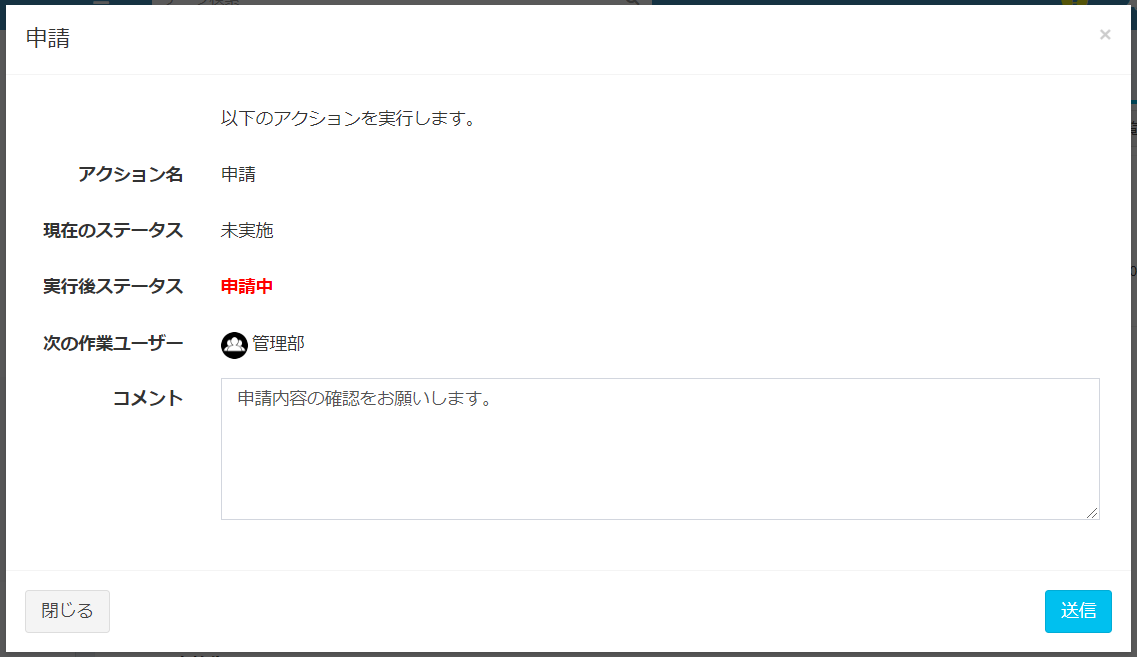 申請
×
以下のアクションを実行します。
アクション名 申請
現在のステータス 未実施
実行後ステータス 申請中
次の作業ユーザー 管理部
コメント 申請内容の確認をお願いします。
閉じる 送信